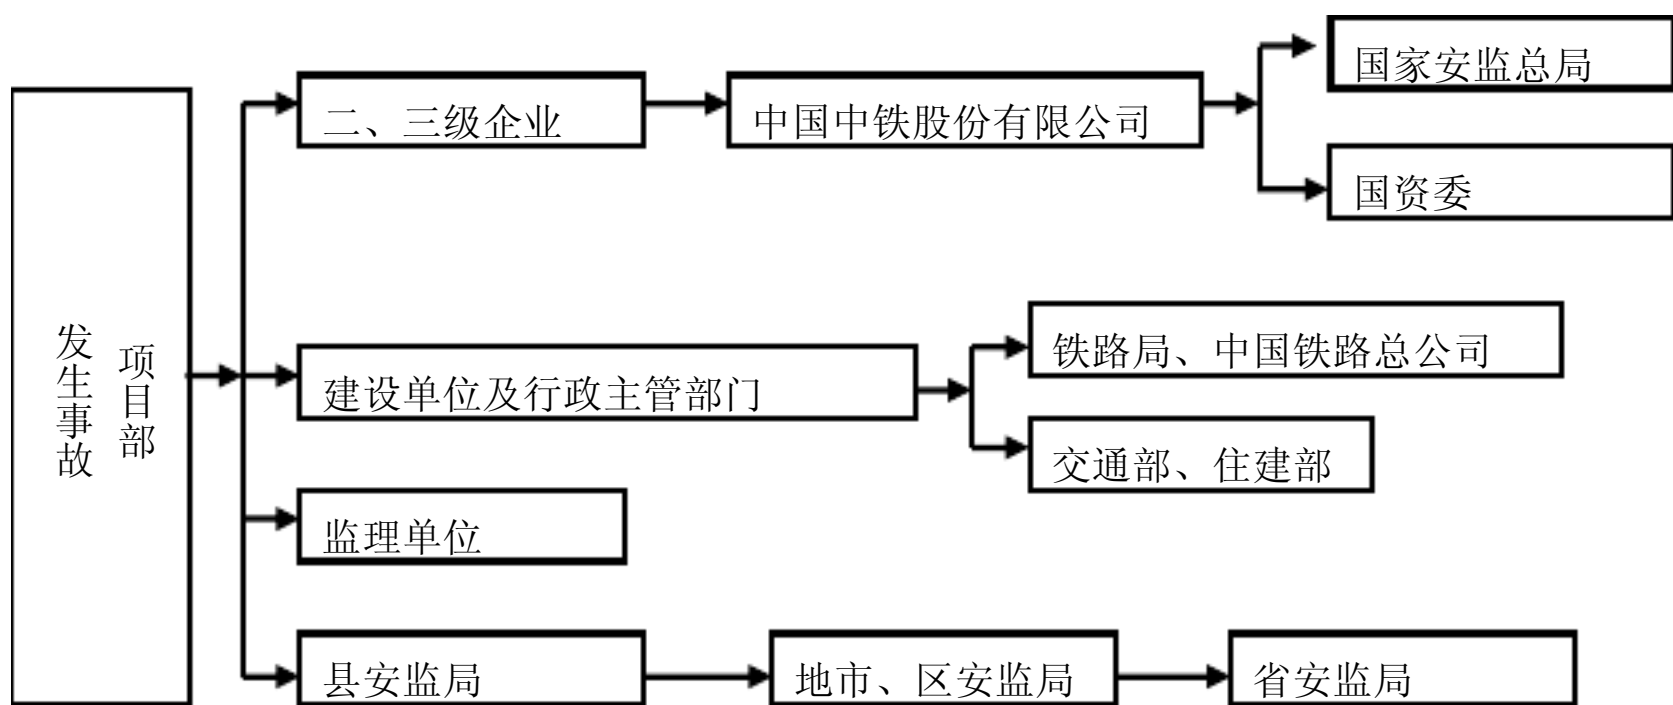 项目部
发生事故
二、三级企业
中国中铁股份有限公司
国家安监总局
国资委
建设单位及行政主管部门
铁路局、中国铁路总公司
交通部、住建部
监理单位
县安监局
地市、区安监局
省安监局